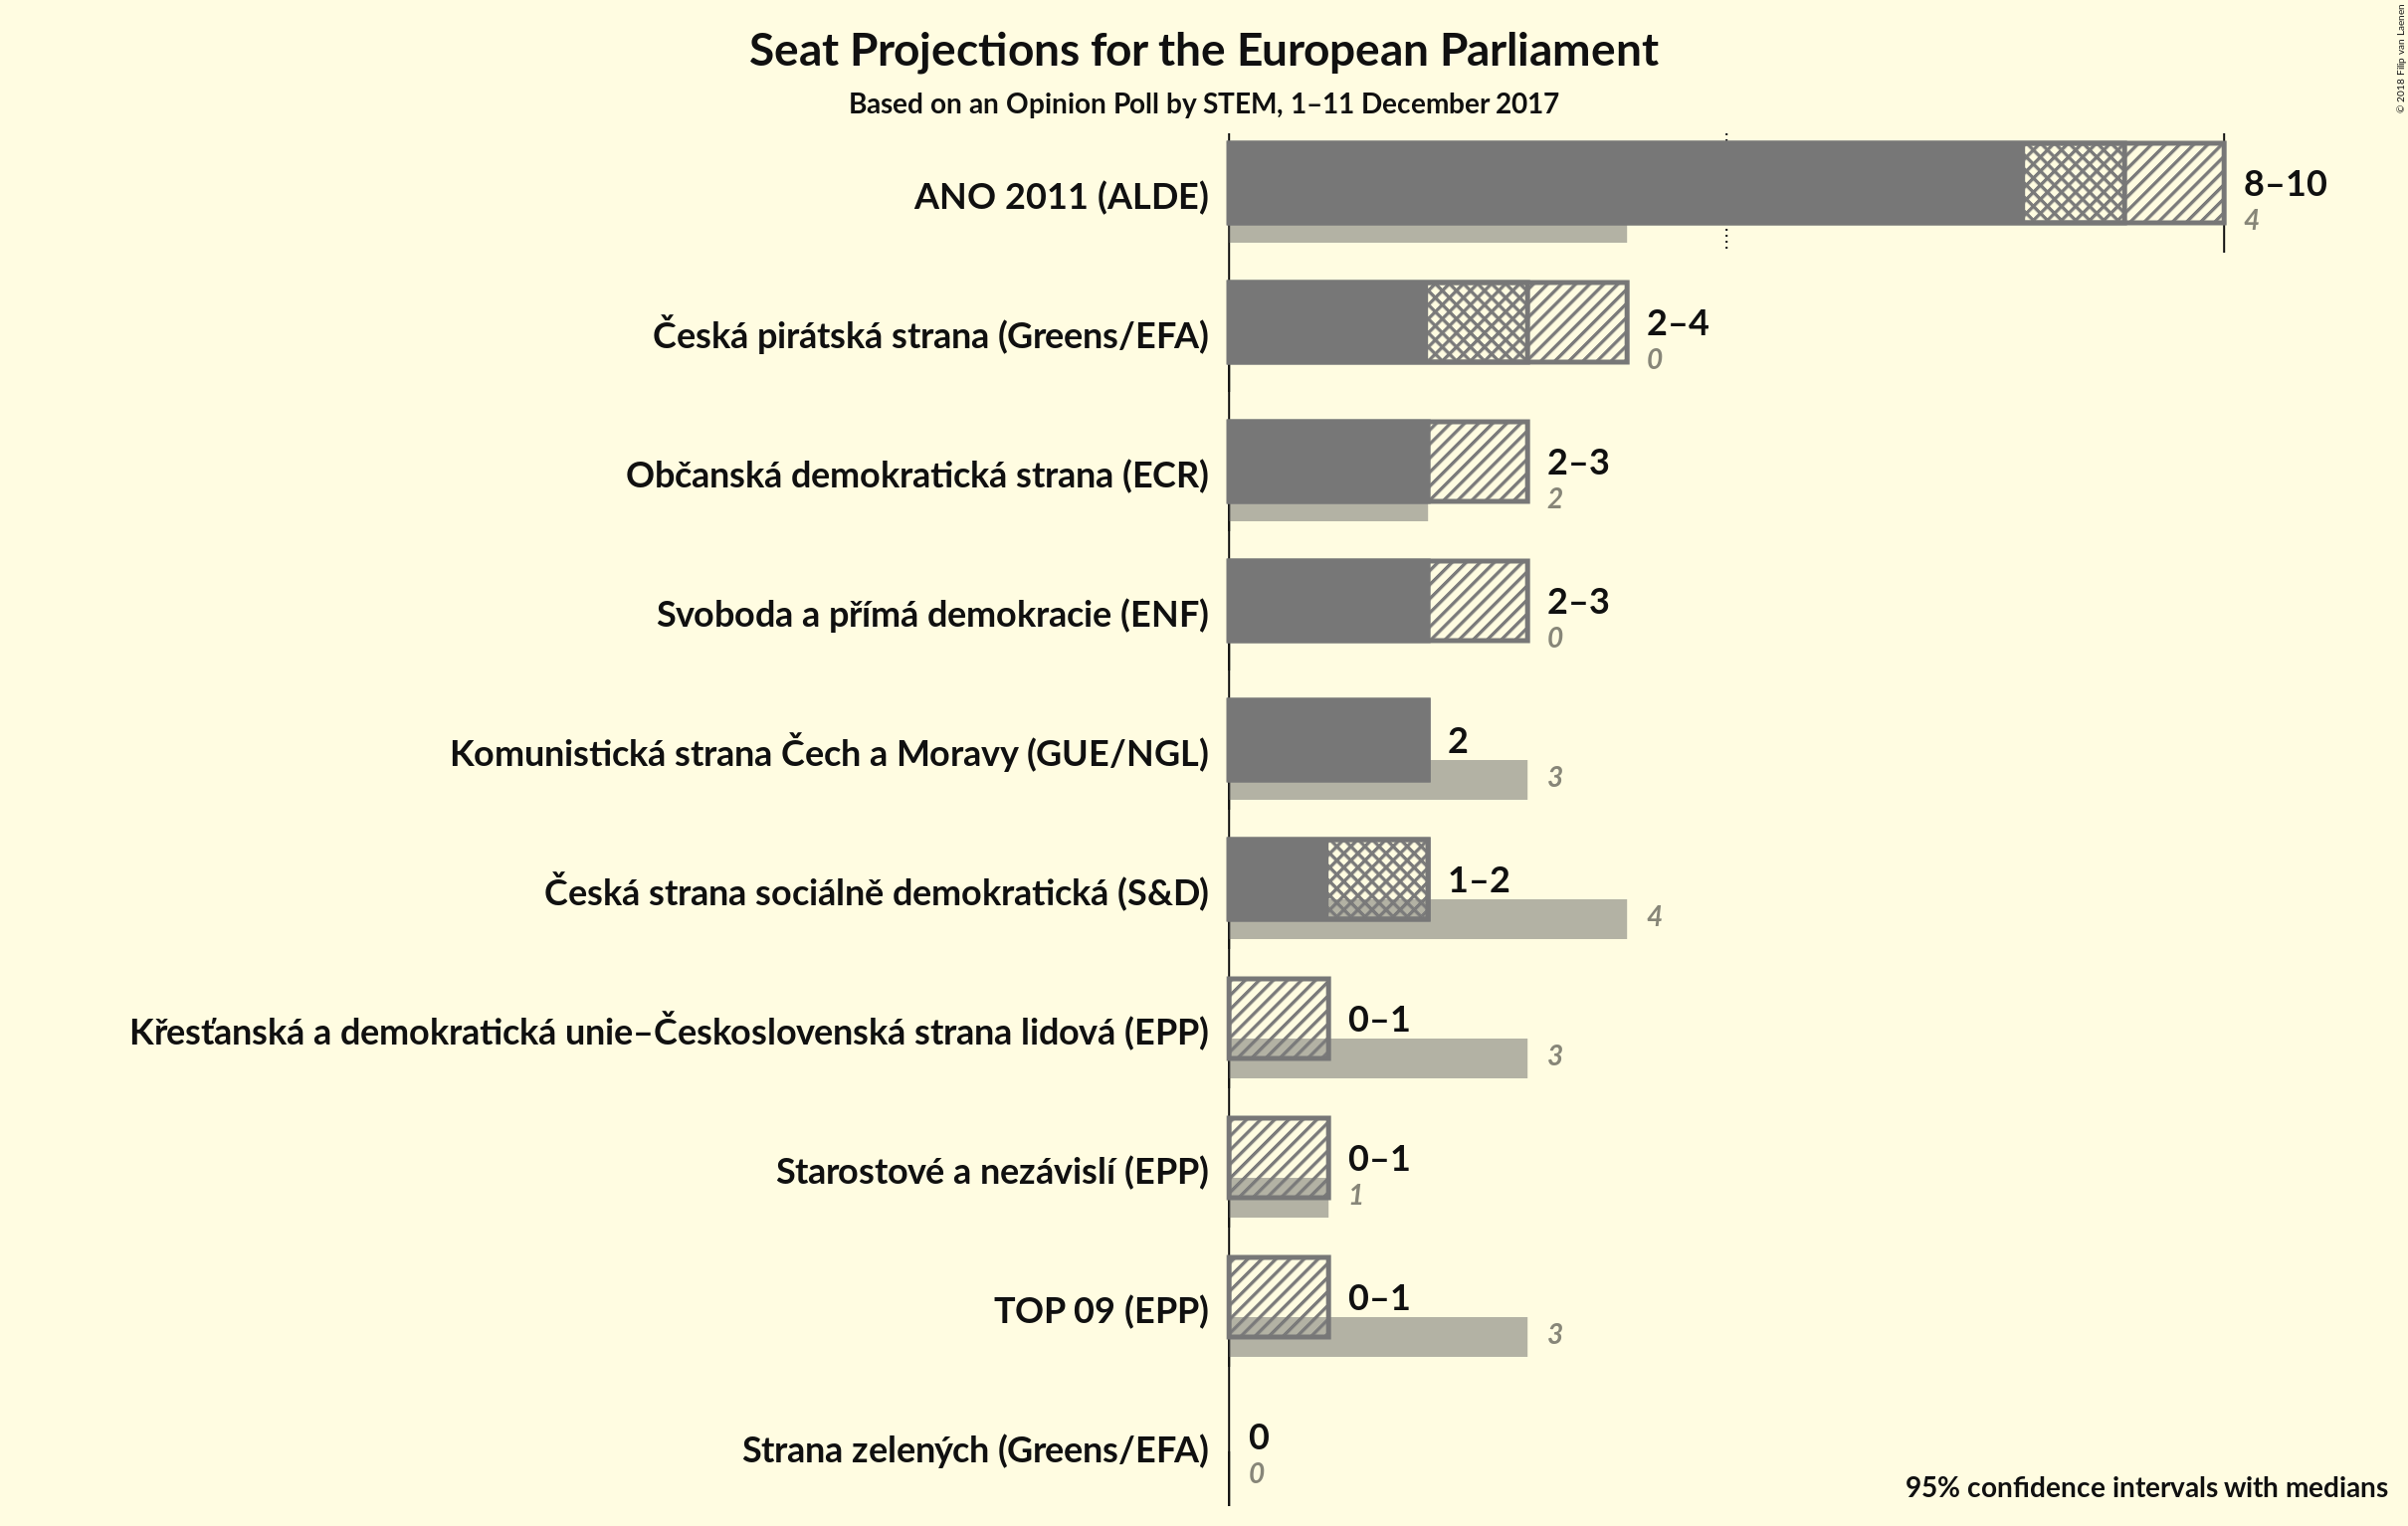 Seat Projections for the European Parliament
Based on an Opinion Poll by STEM, 1–11 December 2017
© 2018 Filip van Laenen
ANO 2011 (ALDE)
8–10
4
Česká pirátská strana (Greens/EFA)
2–4
0
Občanská demokratická strana (ECR)
2–3
2
Svoboda a přímá demokracie (ENF)
2–3
0
Komunistická strana Čech a Moravy (GUE/NGL)
2
3
Česká strana sociálně demokratická (S&D)
1–2
4
Křesťanská a demokratická unie–Československá strana lidová (EPP)
0–1
3
Starostové a nezávislí (EPP)
0–1
1
TOP 09 (EPP)
0–1
3
Strana zelených (Greens/EFA)
0
0
95% confidence intervals with medians